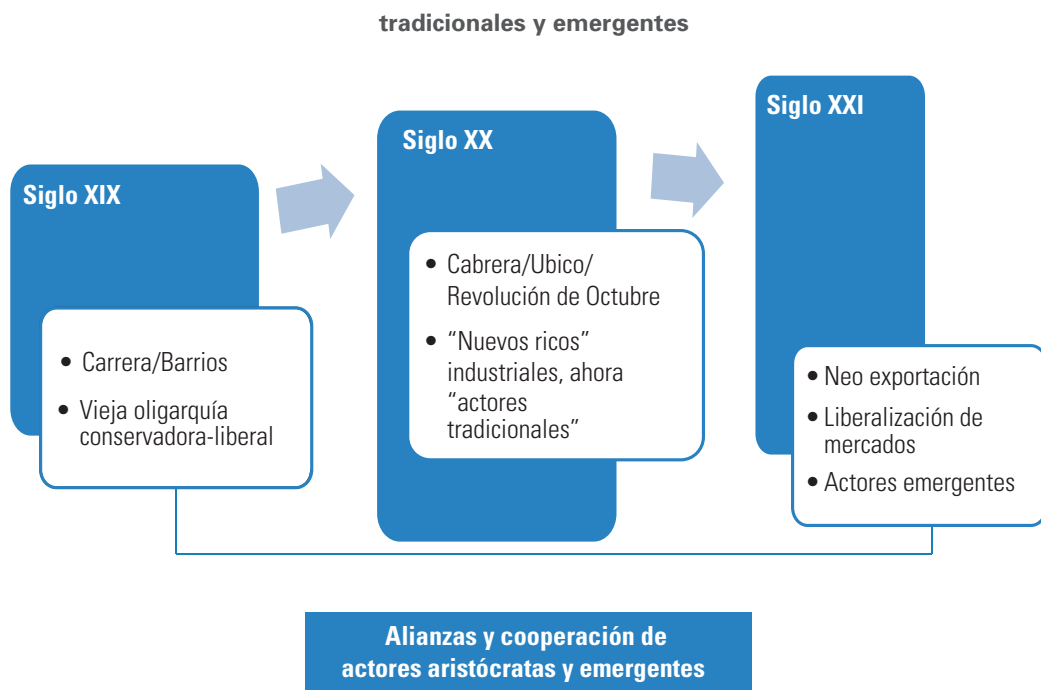 tradicionales y emergentes
Siglo XIX
• Carrera/Barrios
• Vieja oligarquía
conservadora-liberal
Siglo XX
• Cabrera/Ubico/
Revolución de Octubre
• “Nuevos ricos”
industriales, ahora
“actores
tradicionales”
Siglo XXI
• Neo exportación
• Liberalización de
mercados
• Actores emergentes
Alianzas y cooperación de
actores aristócratas y emergentes